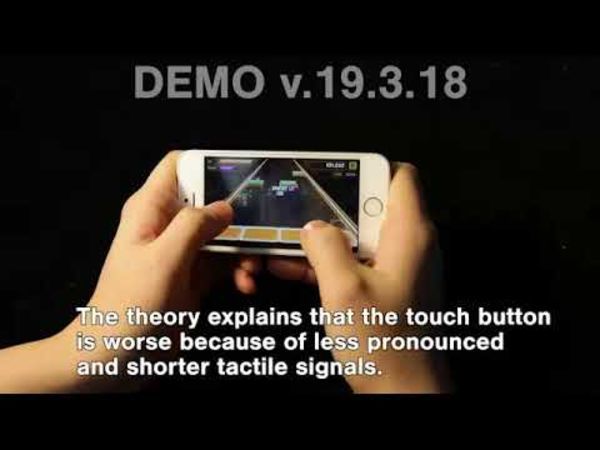 DEMO v.19.3.18
The theory explains that the touch button
is worse because of less pronounced
and shorter tactile signals.